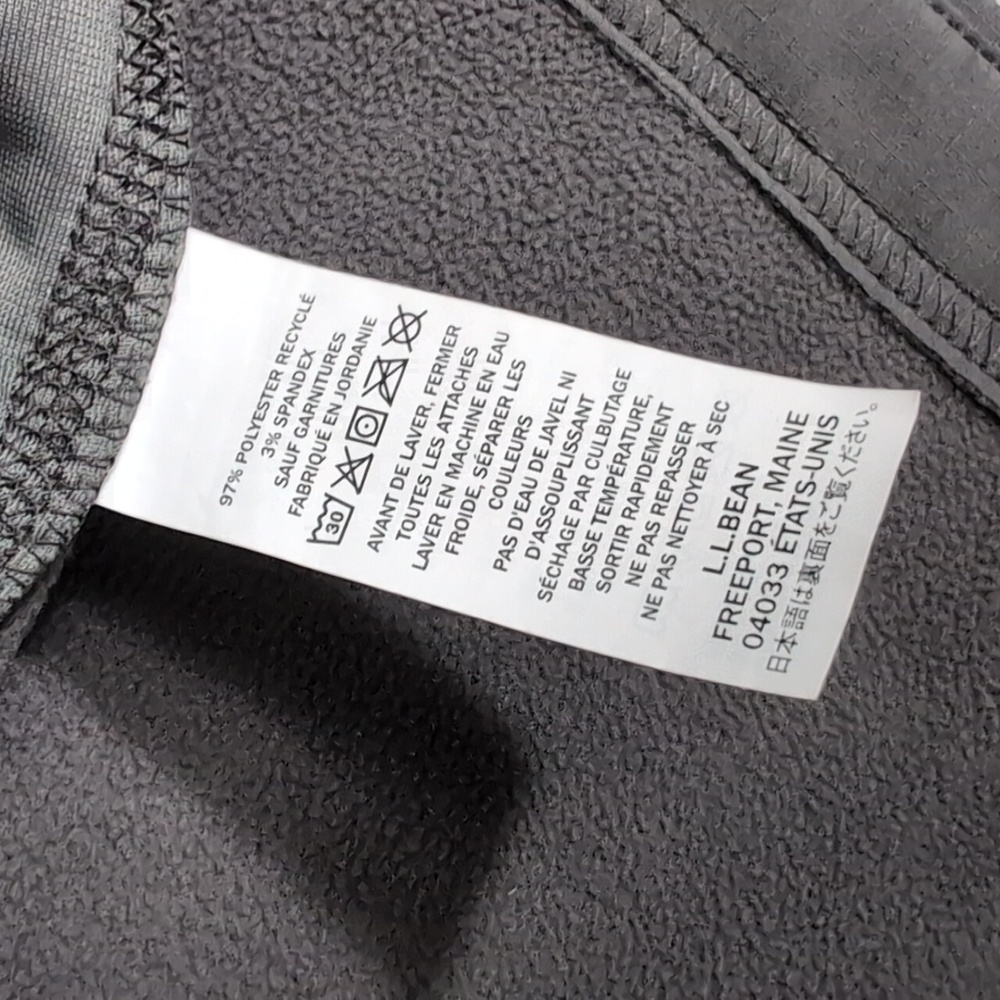 97% POLYESTER RECYCLÉ
3% SPANDEX
SAUF GARNITURES
FABRIQUÉ EN JORDANIE
30
AVANT DE LAVER, FERMER
TOUTES LES ATTACHES
LAVER EN MACHINE EN EAU
FROIDE, SÉPARER LES
COULEURS
PAS D'EAU DE JAVEL NI
D'ASSOUPLISSANT
SÉCHAGE PAR CULBUTAGE
BASSE TEMPÉRATURE,
SORTIR RAPIDEMENT
NE PAS REPASSER
NE PAS NETTOYER À SEC
L.L.BEAN
FREEPORT, MAINE
04033 ÉTATS-UNIS
日本語は裏面をご覧ください。